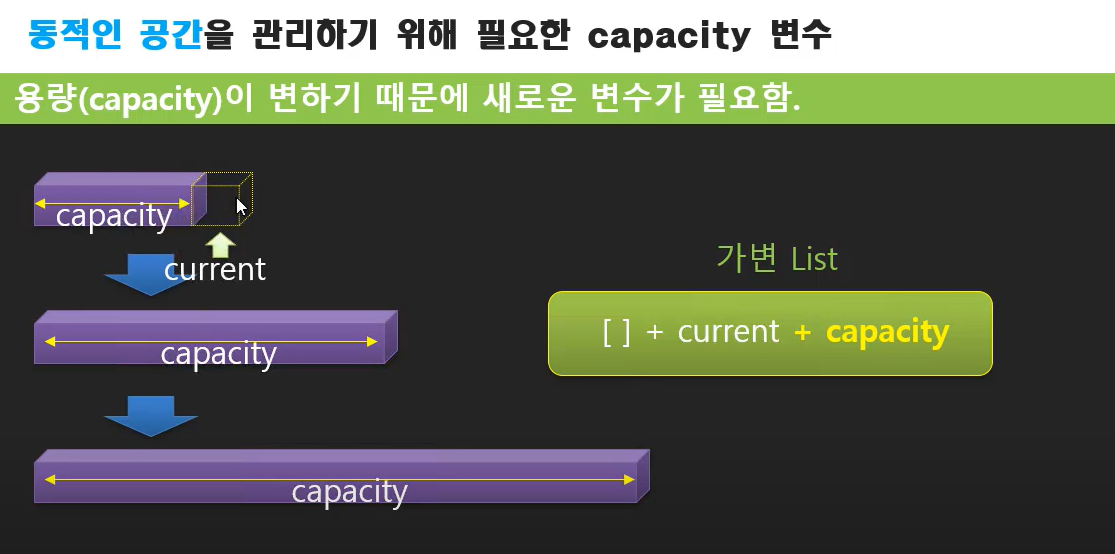 동적인 공간을 관리하기 위해 필요한 capacity 변수
용량(capacity)이 변하기 때문에 새로운 변수가 필요함.
capacity
current
capacity
capacity
가변 List
[ ] + current + capacity